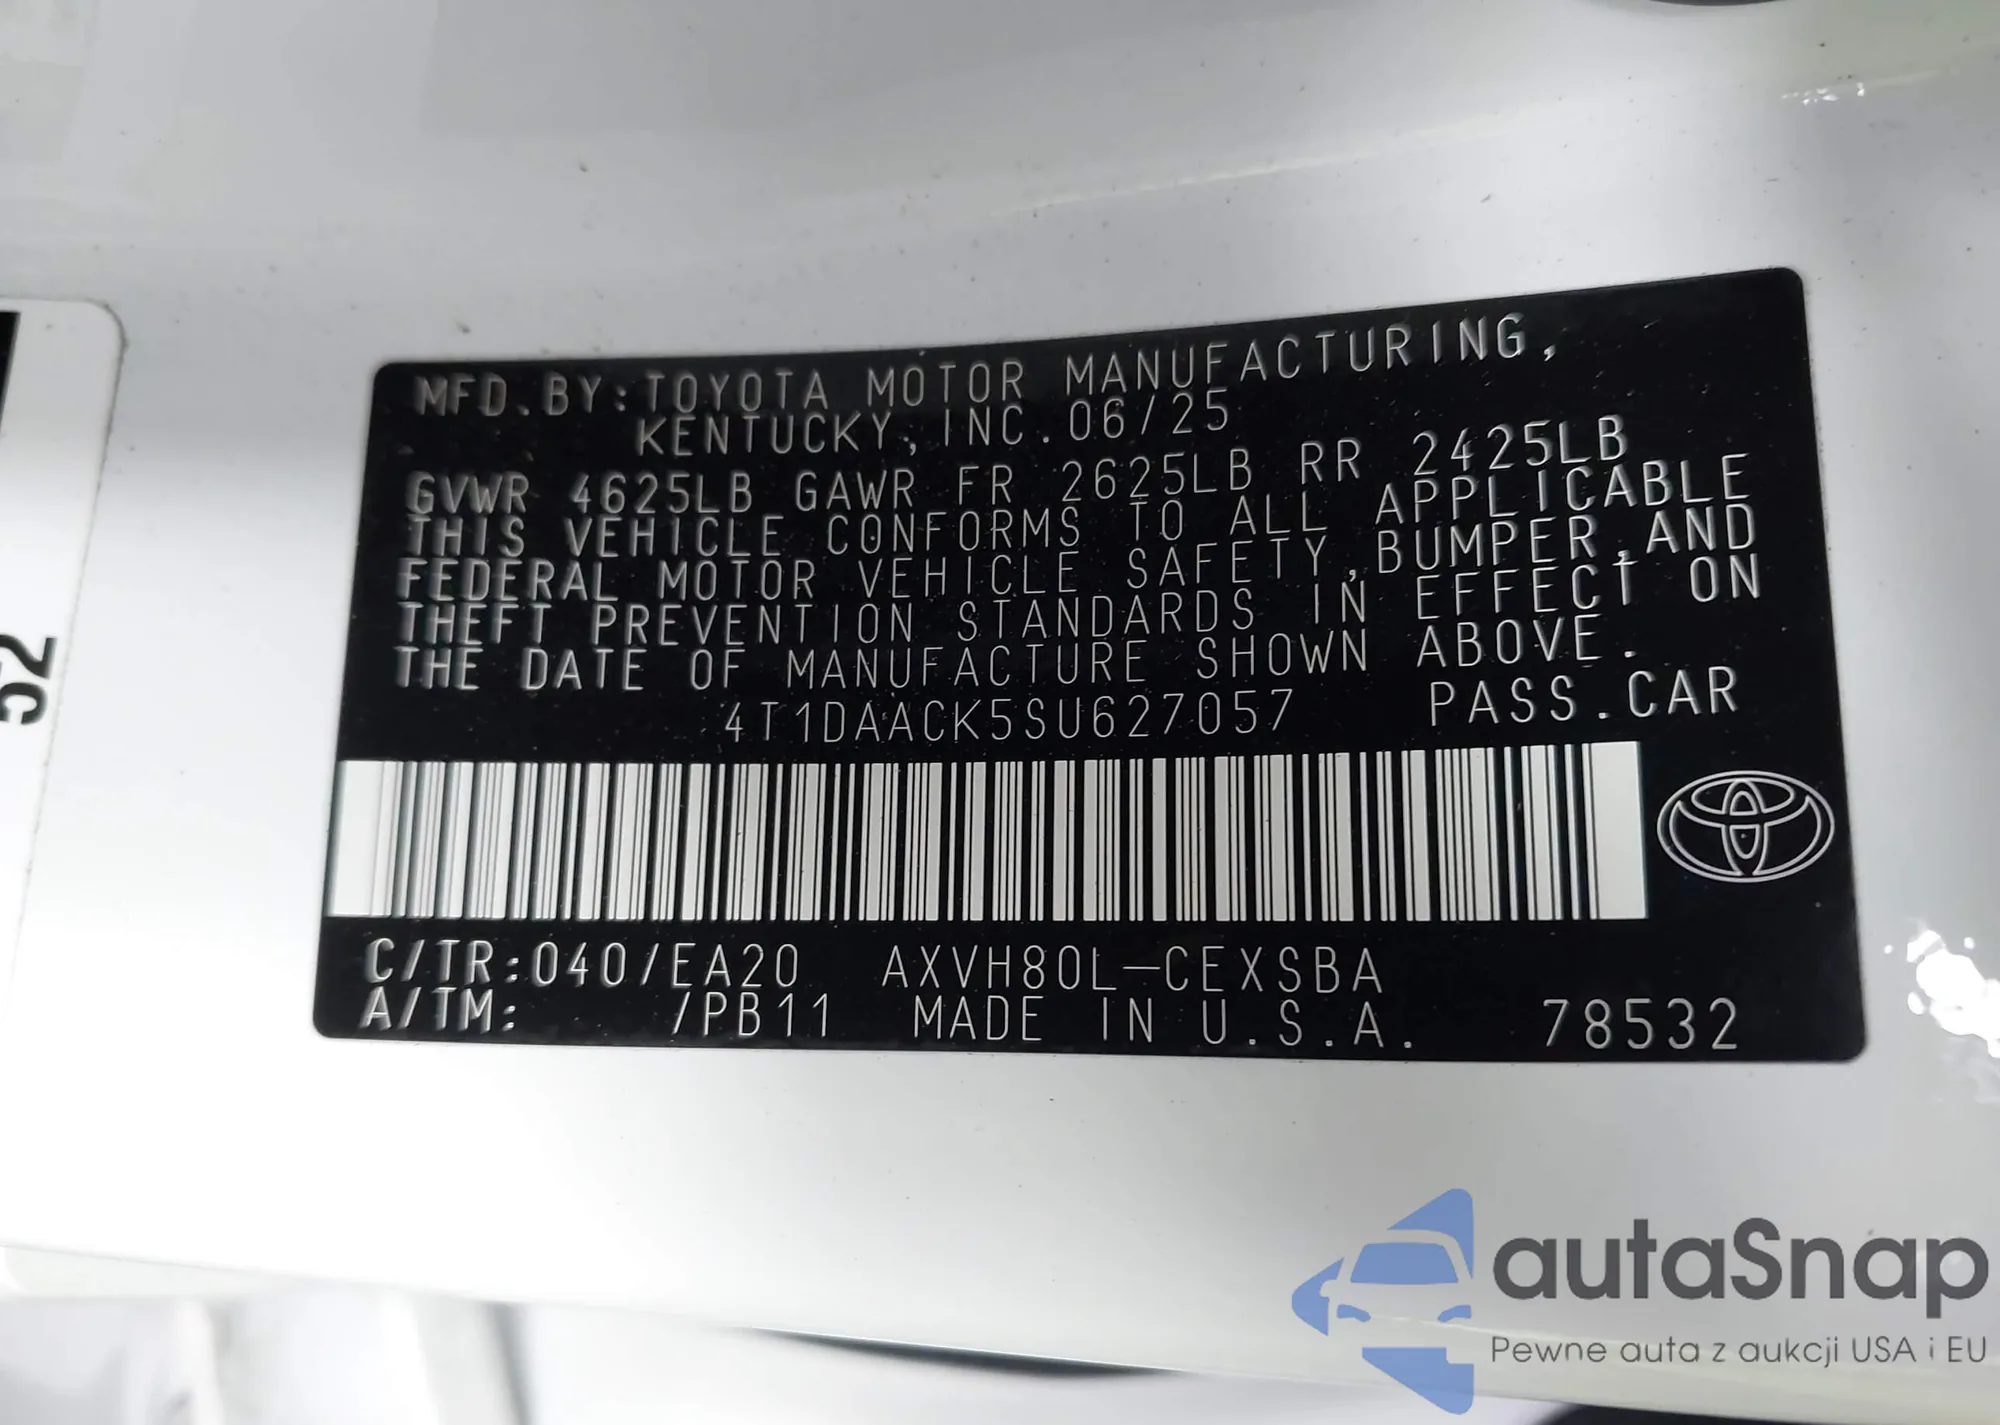 MFD.BY:TOYOTA MOTOR MANUFACTURING,
KENTUCKY, INC. 06/25
GVWR 4625LB GAWR FR 2625LB RR 2425LB
THIS VEHICLE CONFORMS TO ALL APPLICABLE
FEDERAL MOTOR VEHICLE SAFETY, BUMPER, AND
THEFT PREVENTION STANDARDS IN EFFECT ON
THE DATE OF MANUFACTURE SHOWN ABOVE.
4T1DAACK5SU627057 PASS.CAR
C/TR:040/EA20 AXVH80L-CEXSBA
A/TM: /PB11 MADE IN U.S.A. 78532
52
autaSnap
Pewne auta z aukcji USA i EU